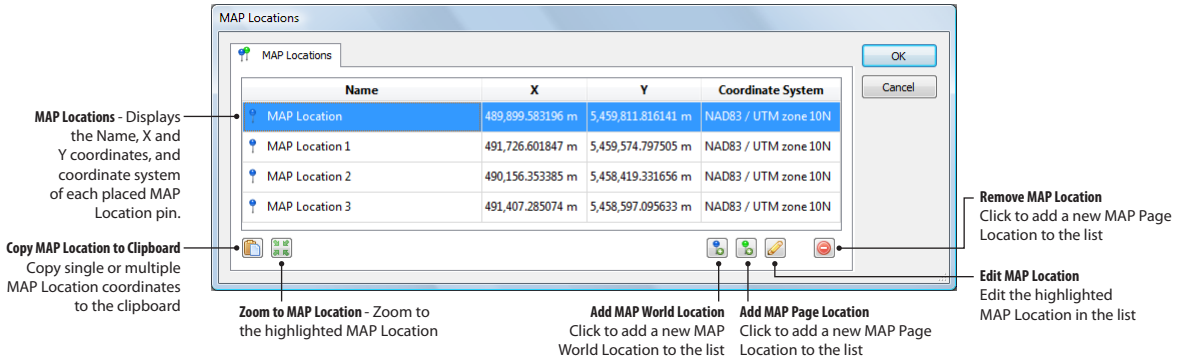 MAP Locations
MAP Locations
OK
Cancel
Name X Y Coordinate System
MAP Location 489,899.583196 m 5,459,811.816141 m NAD83 / UTM zone 10N
MAP Location 1 491,726.601847 m 5,459,574.797505 m NAD83 / UTM zone 10N
MAP Location 2 490,156.353385 m 5,458,419.331656 m NAD83 / UTM zone 10N
MAP Location 3 491,407.285074 m 5,458,597.095633 m NAD83 / UTM zone 10N
MAP Locations - Displays
the Name, X and
Y coordinates, and
coordinate system
of each placed MAP
Location pin.
Copy MAP Location to Clipboard
Copy single or multiple
MAP Location coordinates
to the clipboard
Zoom to MAP Location - Zoom to
the highlighted MAP Location
Add MAP World Location
Click to add a new MAP
World Location to the list
Add MAP Page Location
Click to add a new MAP Page
Location to the list
Remove MAP Location
Click to add a new MAP Page
Location to the list
Edit MAP Location
Edit the highlighted
MAP Location in the list